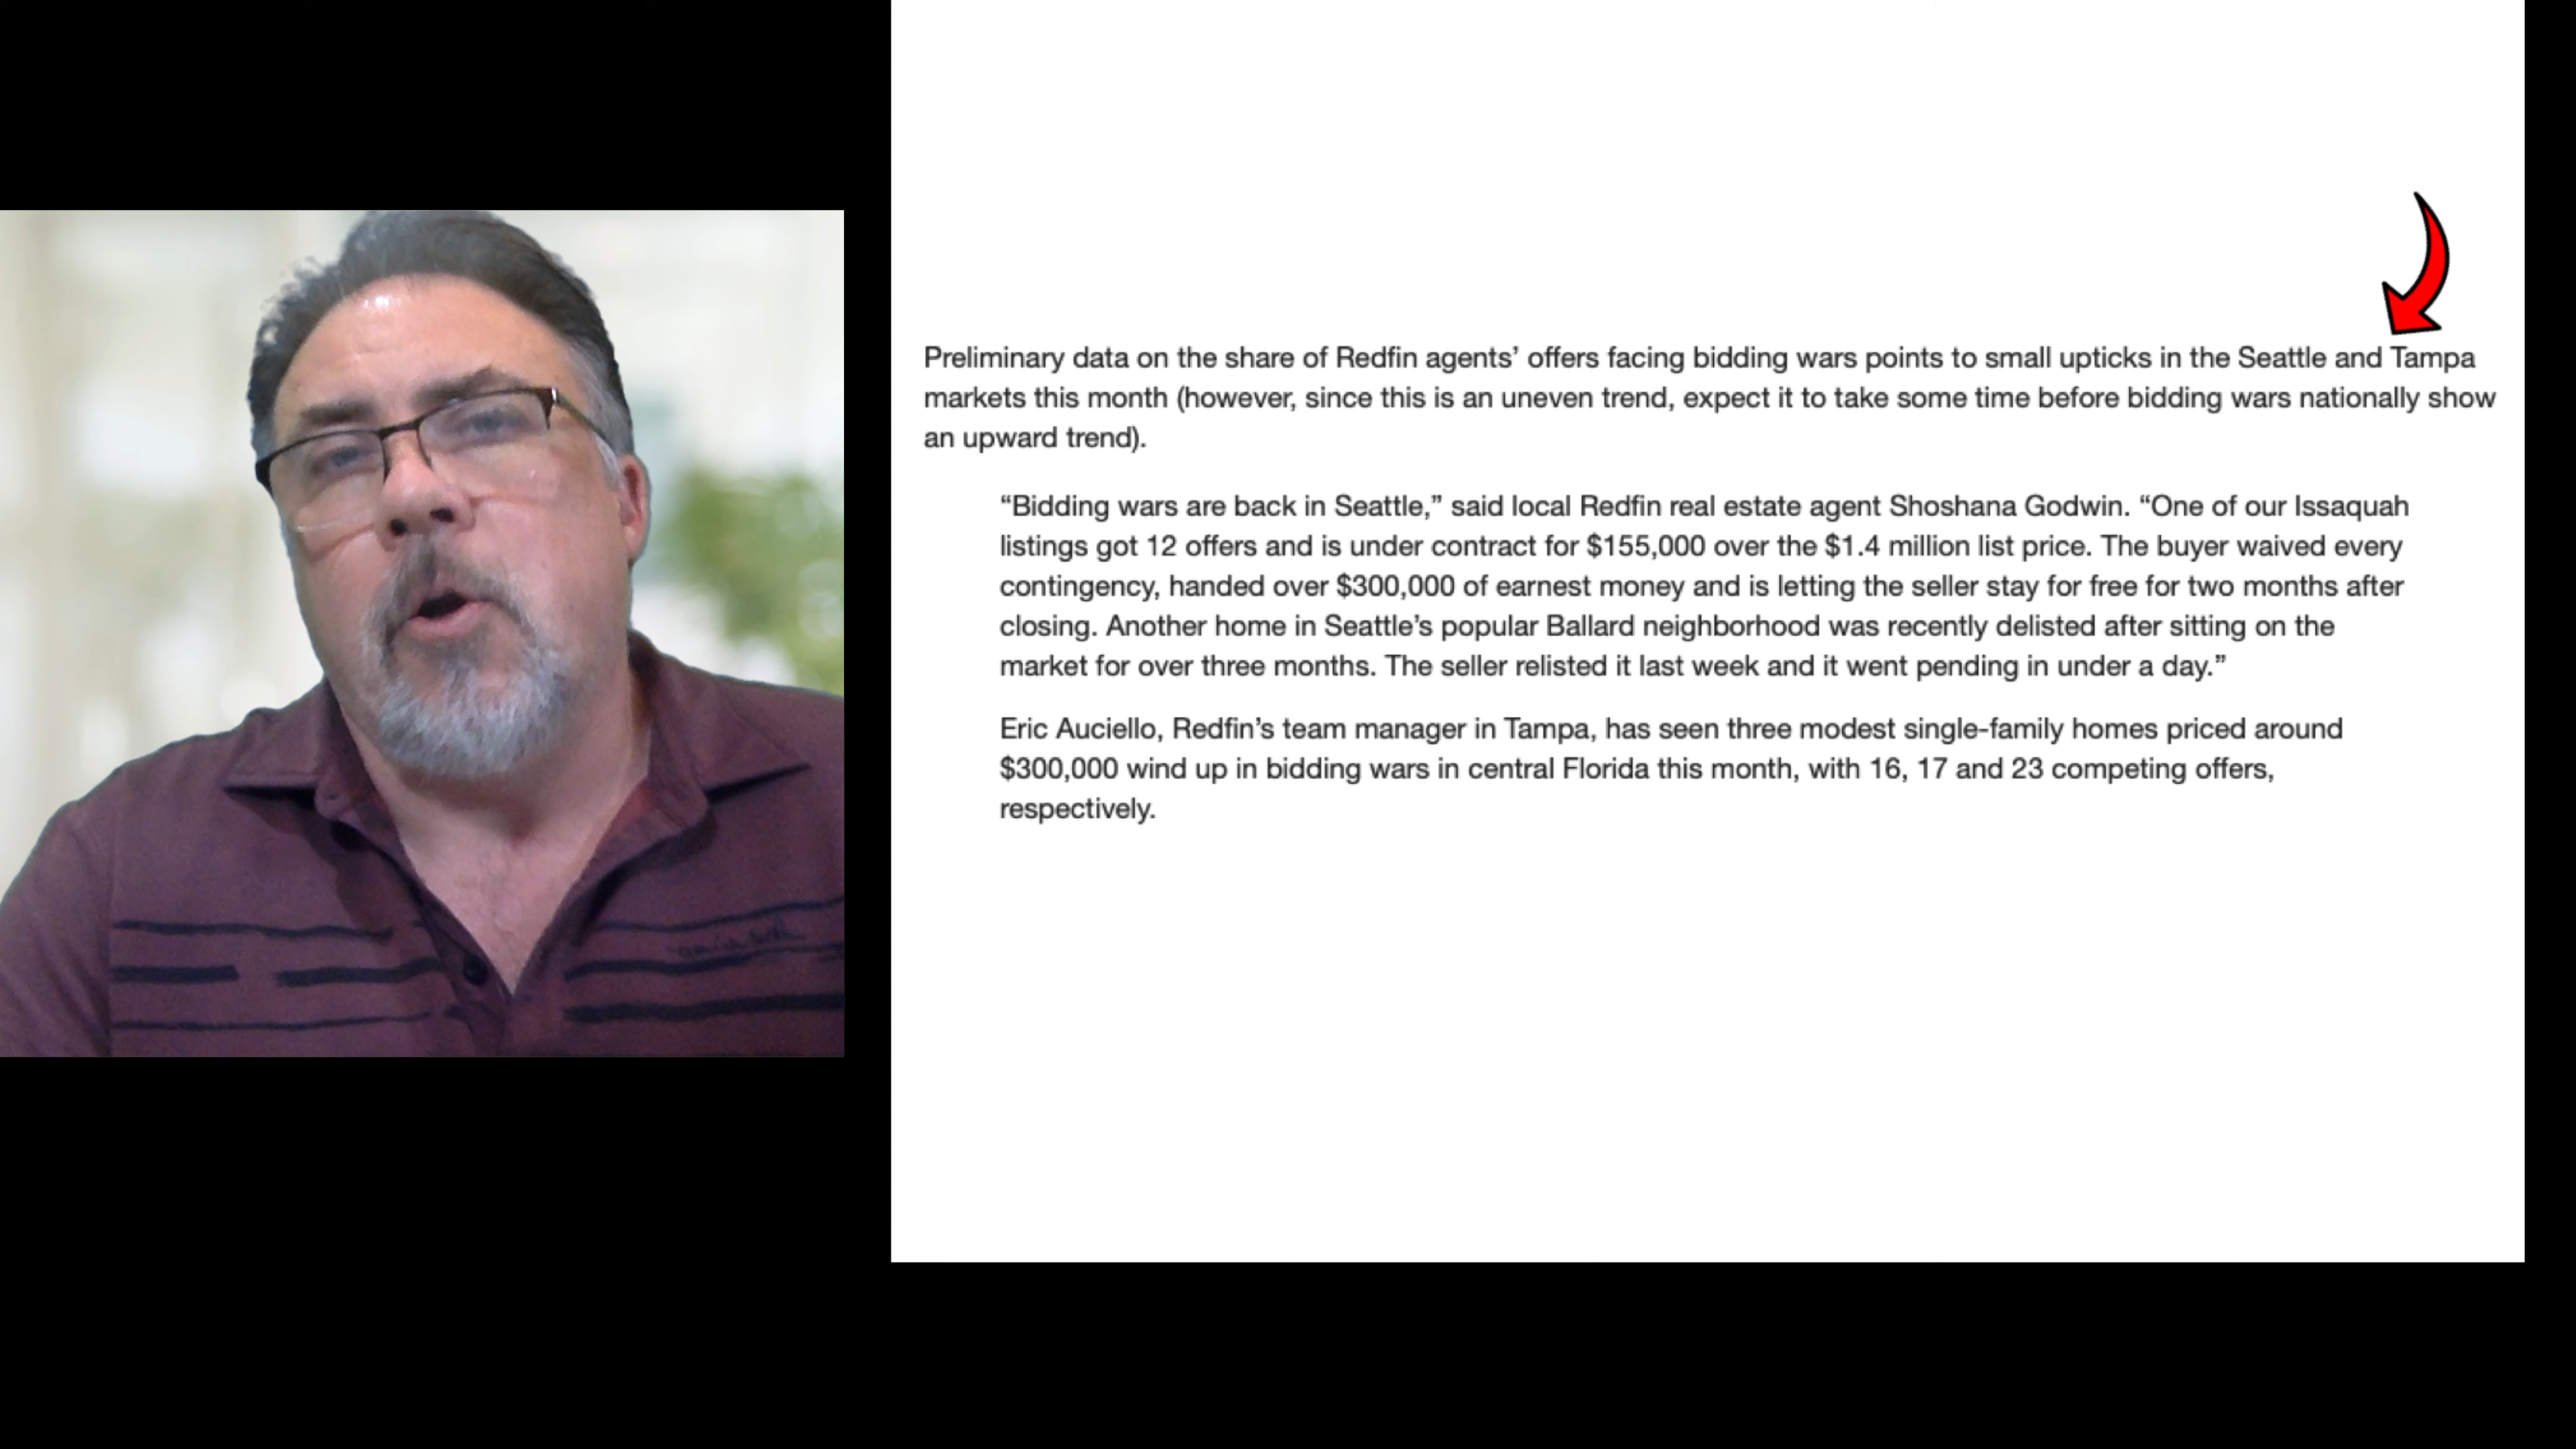 Preliminary data on the share of Redfin agents’ offers facing bidding wars points to small upticks in the Seattle and Tampa
markets this month (however, since this is an uneven trend, expect it to take some time before bidding wars nationally show
an upward trend).
“Bidding wars are back in Seattle,” said local Redfin real estate agent Shoshana Godwin. “One of our Issaquah
listings got 12 offers and is under contract for $155,000 over the $1.4 million list price. The buyer waived every
contingency, handed over $300,000 of earnest money and is letting the seller stay for free for two months after
closing. Another home in Seattle’s popular Ballard neighborhood was recently delisted after sitting on the
market for over three months. The seller relisted it last week and it went pending in under a day.”
Eric Auciello, Redfin’s team manager in Tampa, has seen three modest single-family homes priced around
$300,000 wind up in bidding wars in central Florida this month, with 16, 17 and 23 competing offers,
respectively.